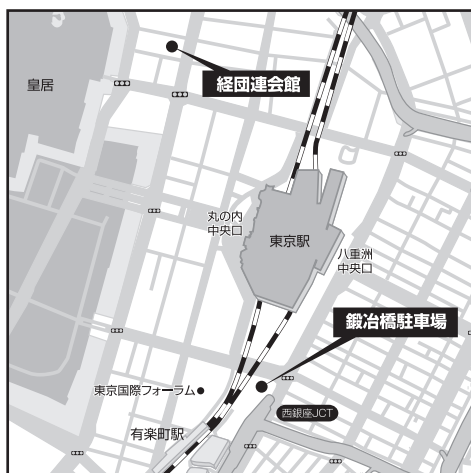 皇居
経団連会館
丸の内
中央口
東京駅
八重洲
中央口
鍛冶橋駐車場
東京国際フォーラム
西銀座JCT
有楽町駅